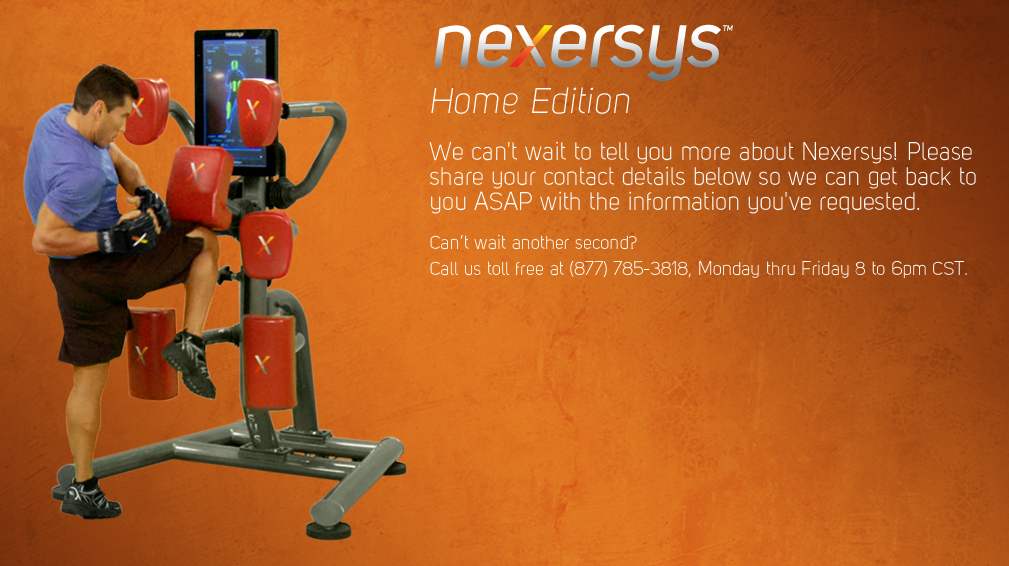 nexersys
nexersys™
Home Edition
We can't wait to tell you more about Nexersys! Please
share your contact details below so we can get back to
you ASAP with the information you've requested.
Can't wait another second?
Call us toll free at (877) 785-3818, Monday thru Friday 8 to 6pm CST.